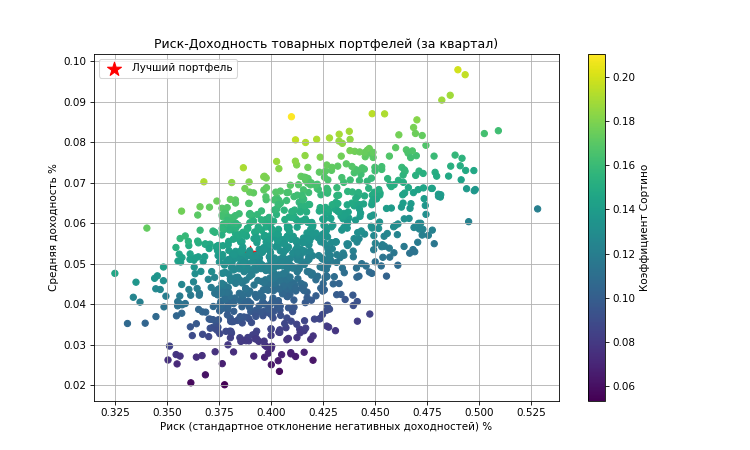 Риск-Доходность товарных портфелей (за квартал)
Лучший портфель
Средняя доходность %
0.10
0.09
0.08
0.07
0.06
0.05
0.04
0.03
0.02
0.325 0.350 0.375 0.400 0.425 0.450 0.475 0.500 0.525
Риск (стандартное отклонение негативных доходностей) %
0.20
0.18
0.16
0.14
0.12
0.10
0.08
0.06
Коэффициент Сортино